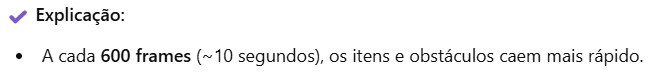 ✔ Explicação:
• A cada 600 frames (~10 segundos), os itens e obstáculos caem mais rápido.